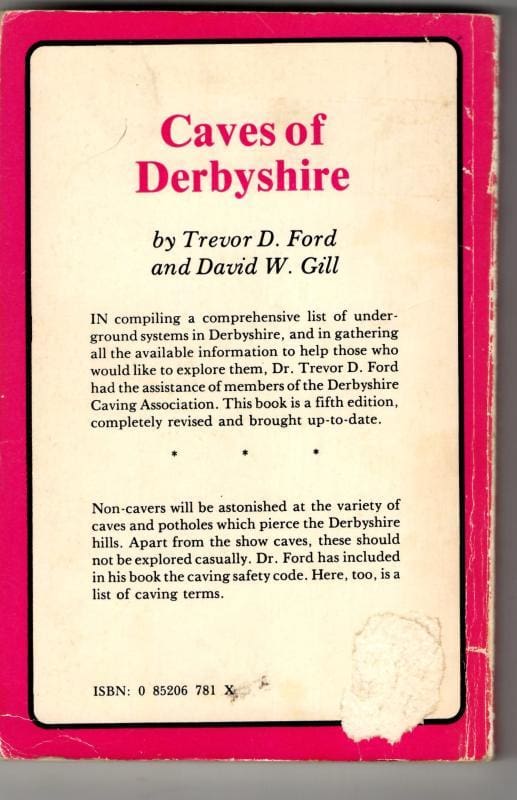 Caves of
Derbyshire
by Trevor D. Ford
and David W. Gill
IN compiling a comprehensive list of under-
ground systems in Derbyshire, and in gathering
all the available information to help those who
would like to explore them, Dr. Trevor D. Ford
had the assistance of members of the Derbyshire
Caving Association. This book is a fifth edition,
completely revised and brought up-to-date.
* * *
Non-cavers will be astonished at the variety of
caves and potholes which pierce the Derbyshire
hills. Apart from the show caves, these should
not be explored casually. Dr. Ford has included
in his book the caving safety code. Here, too, is a
list of caving terms.
ISBN: 0 85206 781 X